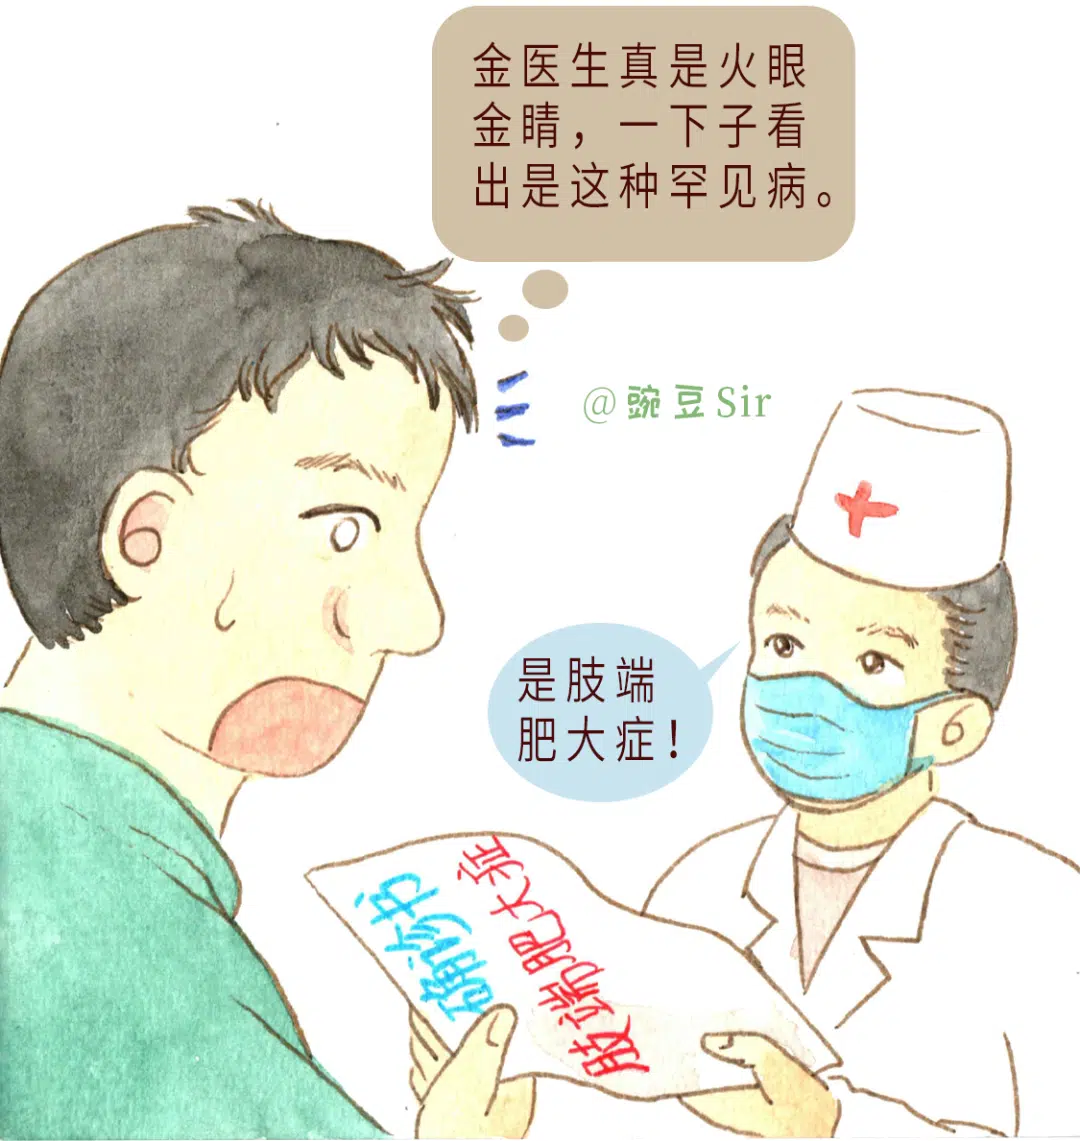 金医生真是火眼
金睛，一下子看
出是这种罕见病。
@豌豆Sir
是肢端
肥大症！
确诊书
肢端肥大症